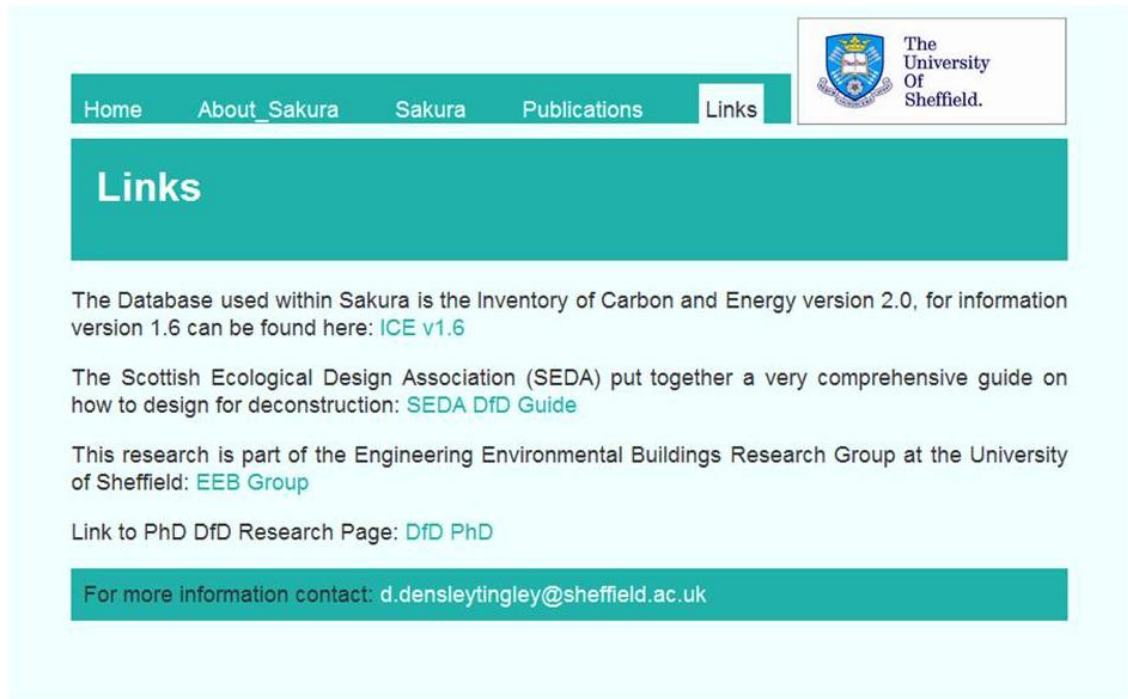 The
University
Of
Sheffield.
Home About_Sakura Sakura Publications Links
Links
The Database used within Sakura is the Inventory of Carbon and Energy version 2.0, for information
version 1.6 can be found here: ICE v1.6
The Scottish Ecological Design Association (SEDA) put together a very comprehensive guide on
how to design for deconstruction: SEDA DfD Guide
This research is part of the Engineering Environmental Buildings Research Group at the University
of Sheffield: EEB Group
Link to PhD DfD Research Page: DfD PhD
For more information contact: d.densleytingley@sheffield.ac.uk